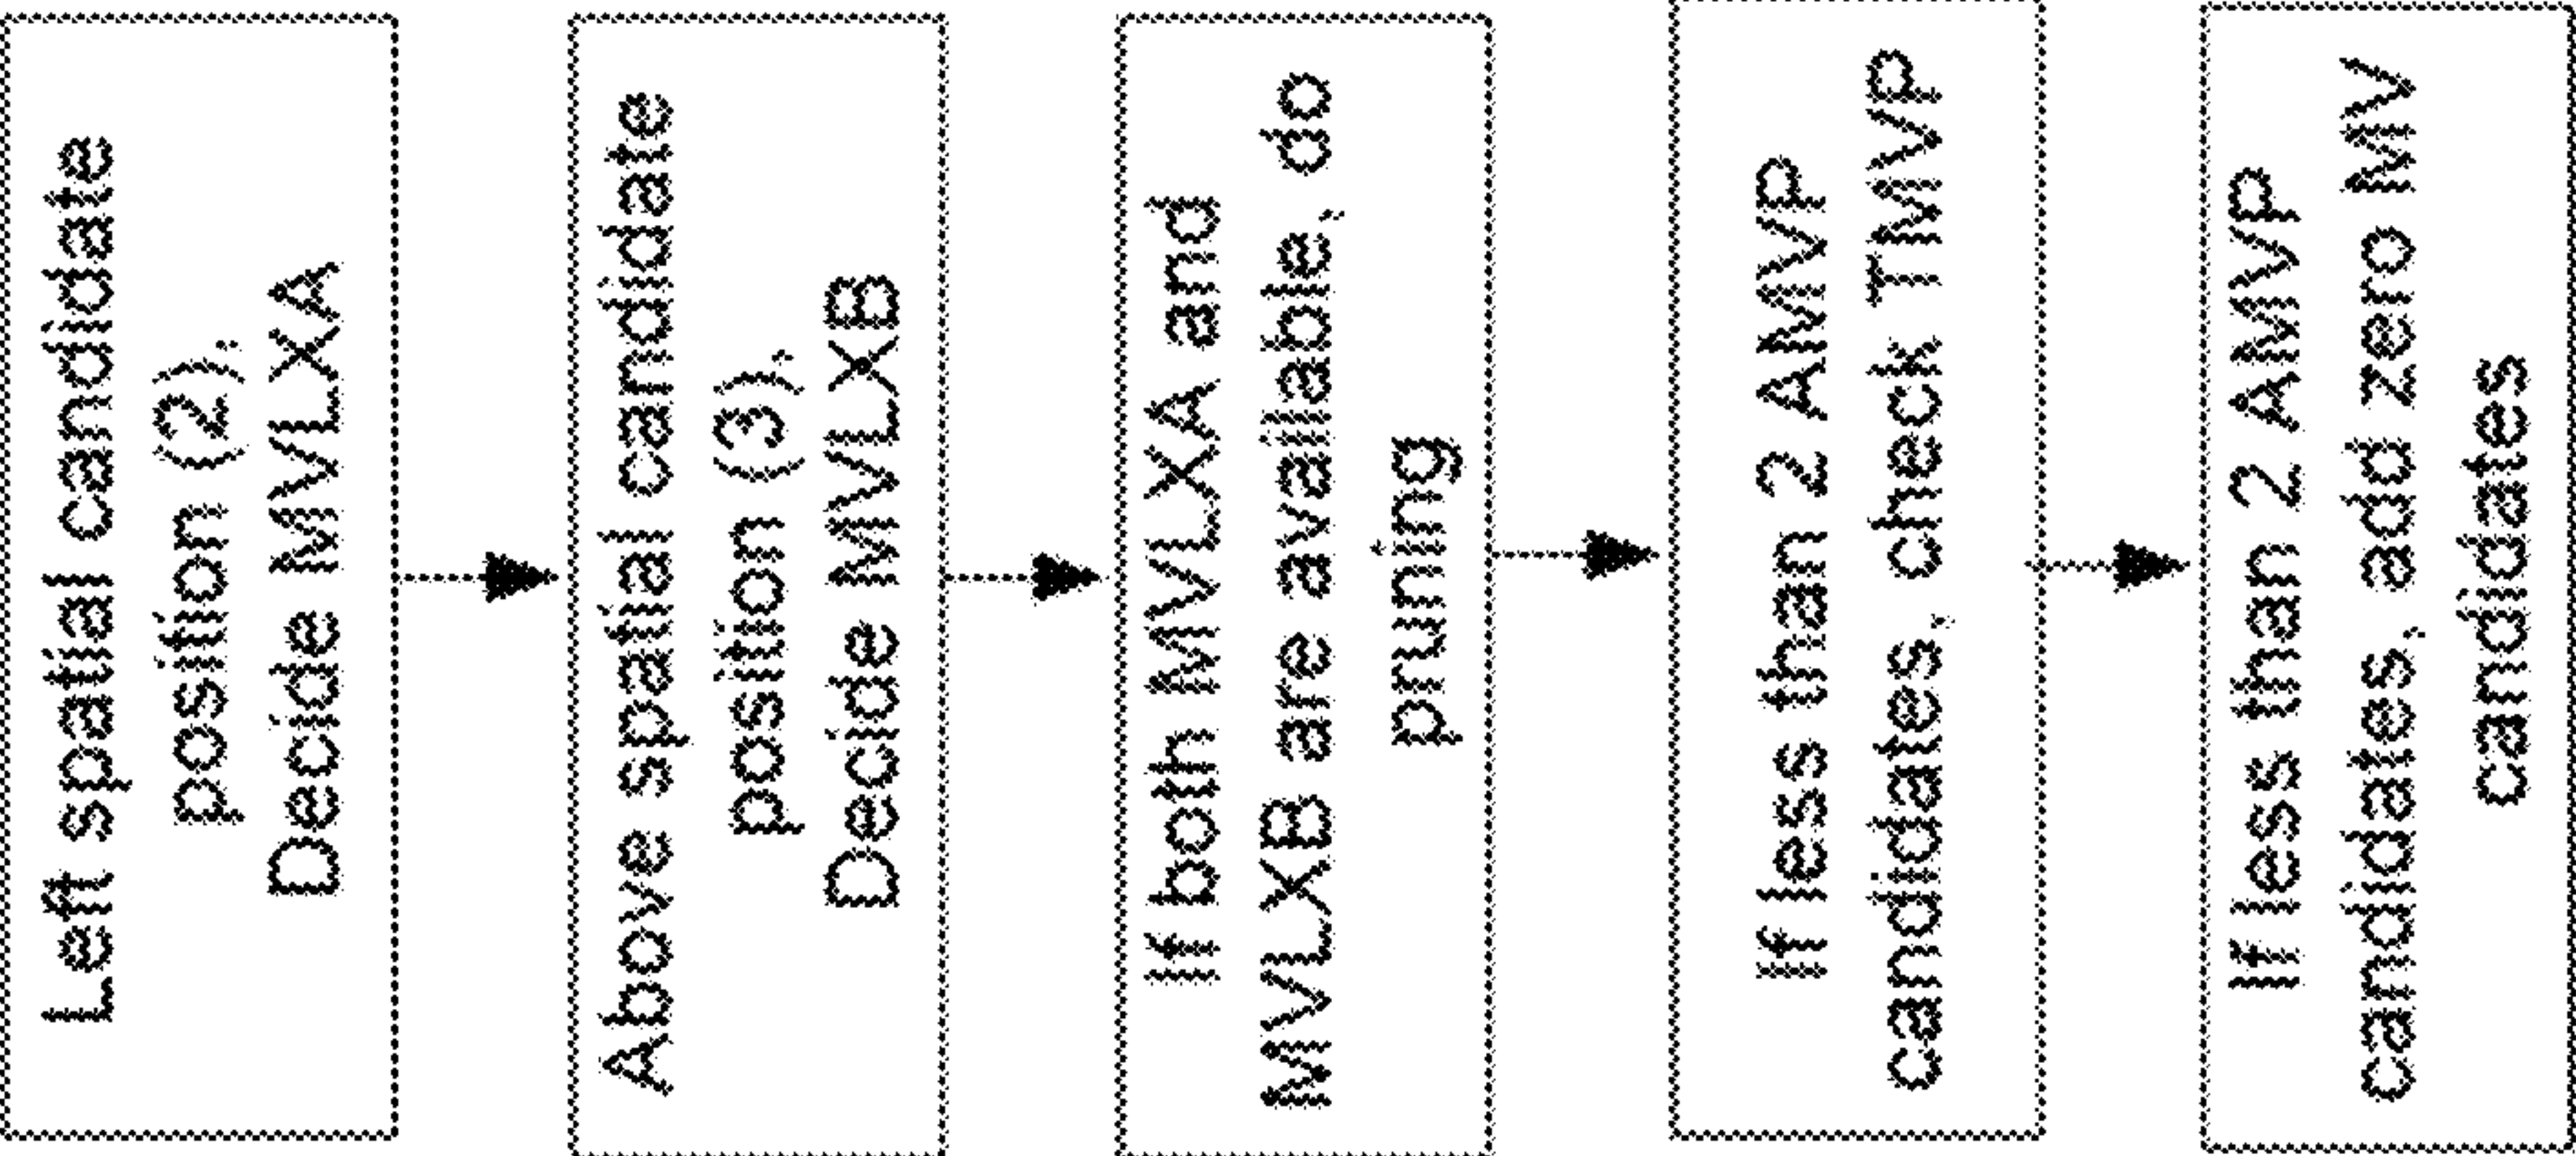 Left spatial candidate
position (2),
Decide MVLXA
Above spatial candidate
position (3),
Decide MVLXB
If both MVLXA and
MVLXB are available, do
pruning
If less than 2 AMVP
candidates, check TMVP
If less than 2 AMVP
candidates, add zero MV
candidates